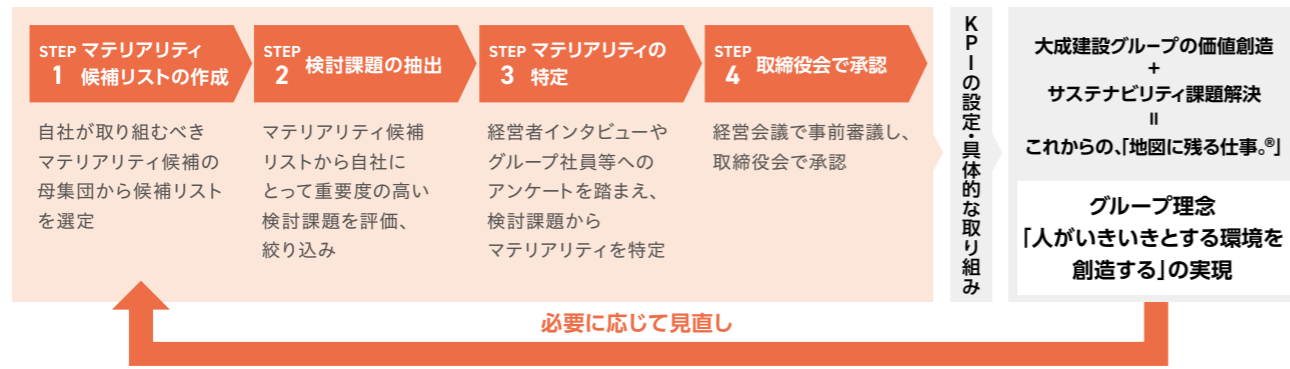 STEP 1 マテリアリティ
候補リストの作成
自社が取り組むべき
マテリアリティ候補の
母集団から候補リスト
を選定
STEP 2 検討課題の抽出
マテリアリティ候補
リストから自社に
とって重要度の高い
検討課題を評価、
絞り込み
STEP 3 マテリアリティの
特定
経営者インタビューや
グループ社員等への
アンケートを踏まえ、
検討課題から
マテリアリティを特定
STEP 4 取締役会で承認
経営会議で事前審議し、
取締役会で承認
KPIの設定・具体的な取り組み
大成建設グループの価値創造
+
サステナビリティ課題解決
=
これからの、「地図に残る仕事。®」
グループ理念
「人がいきいきとする環境を
創造する」の実現
必要に応じて見直し